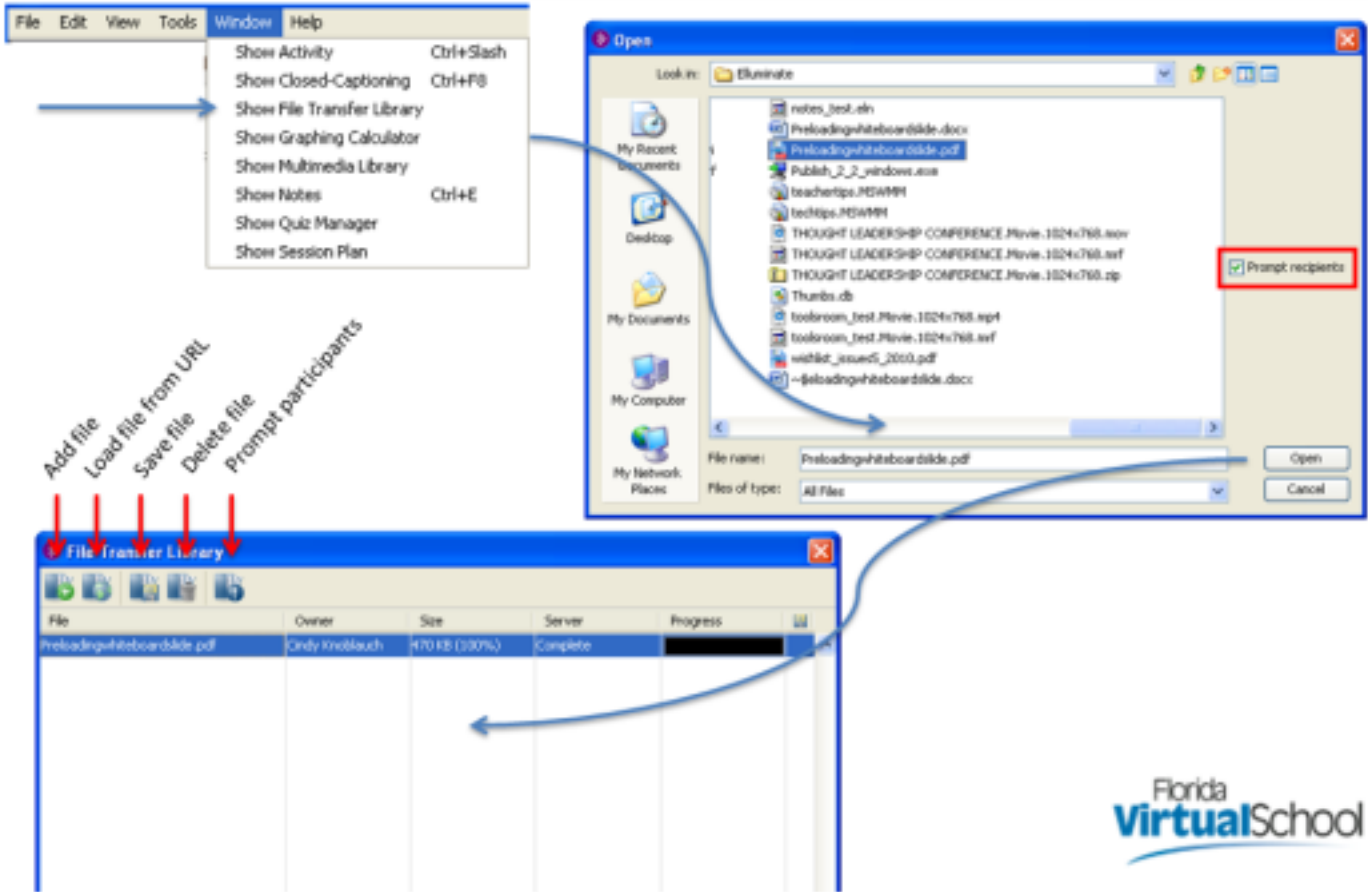 File Edit View Tools Window Help
Show Activity Ctrl+Slash
Show Closed-Captioning Ctrl+F8
Show File Transfer Library
Show Graphing Calculator
Show Multimedia Library
Show Notes Ctrl+E
Show Quiz Manager
Show Session Plan
Open
Look in: Elluminate
My Recent Documents
Desktop
My Documents
My Computer
My Network Places
notes_test.eln
Preloadingwhiteboardslide.docx
Preloadingwhiteboardslide.pdf
Publish_2_2_windows.exe
teachertips.MSWMM
techtips.MSWMM
THOUGHT LEADERSHIP CONFERENCE.Movie.1024x768.mov
THOUGHT LEADERSHIP CONFERENCE.Movie.1024x768.nrf
THOUGHT LEADERSHIP CONFERENCE.Movie.1024x768.zip
Thumbs.db
toolsroom_test.Movie.1024x768.mp4
toolsroom_test.Movie.1024x768.nrf
wishlist_issued5_2010.pdf
~$eloadingwhiteboardslide.docx
Prompt recipients
File name: Preloadingwhiteboardslide.pdf
Open
Files of type: All Files
Cancel
Add file
Load file from URL
Save file
Delete file
Prompt participants
File Transfer Library
File Owner Size Server Progress
Preloadingwhiteboardslide.pdf Cindy Knoblauch 470 KB (100%) Complete
Florida
VirtualSchool